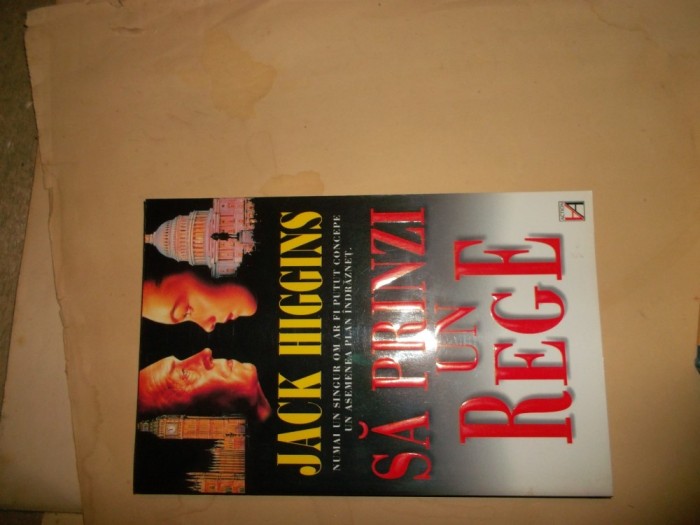 JACK HIGGINS
NUMAI UN SINGUR OM AR FI PUTUT CONCEPE
UN ASEMENEA PLAN ÎNDRĂZNEȚ.
SĂ PRINZI
UN
REGE